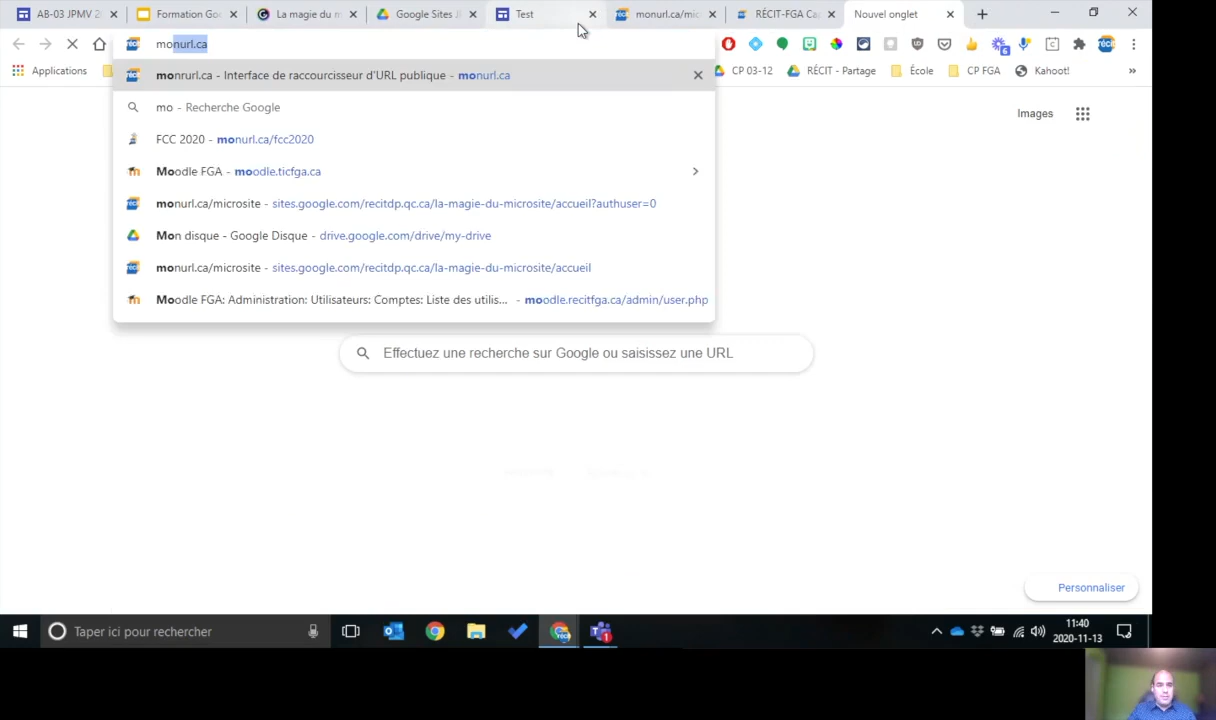 AB-03 JPMV 2
Formation Go
La magie du m
Google Sites J
Test
monurl.ca/mic
RÉCIT-FGA Ca
Nouvel onglet
monurl.ca
Applications
CP 03-12
RÉCIT - Partage
École
CP FGA
Kahoot!
»
monrurl.ca - Interface de raccourcisseur d'URL publique - monurl.ca
mo - Recherche Google
FCC 2020 - monurl.ca/fcc2020
Moodle FGA - moodle.ticfga.ca
monurl.ca/microsite - sites.google.com/recitdp.qc.ca/la-magie-du-microsite/accueil?authuser=0
Mon disque - Google Disque - drive.google.com/drive/my-drive
monurl.ca/microsite - sites.google.com/recitdp.qc.ca/la-magie-du-microsite/accueil
Moodle FGA: Administration: Utilisateurs: Comptes: Liste des utilis... - moodle.recitfga.ca/admin/user.php
Images
Effectuez une recherche sur Google ou saisissez une URL
Personnaliser
Taper ici pour rechercher
11:40
2020-11-13